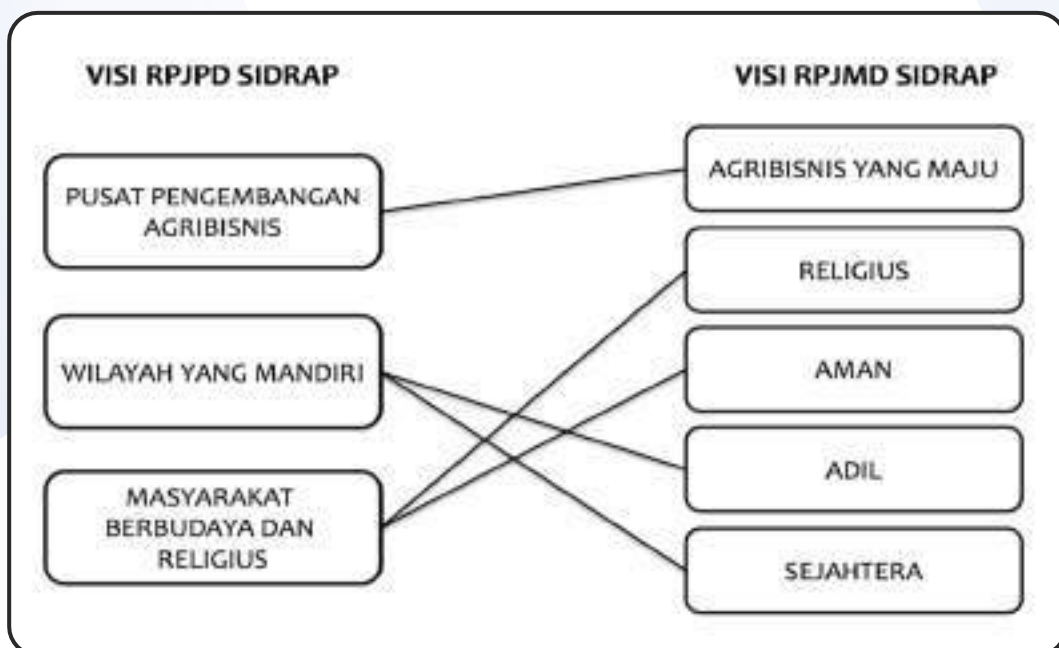 VISI RPJPD SIDRAP
PUSAT PENGEMBANGAN
AGRIBISNIS
WILAYAH YANG MANDIRI
MASYARAKAT
BERBUDAYA DAN
RELIGIUS
VISI RPJMD SIDRAP
AGRIBISNIS YANG MAJU
RELIGIUS
AMAN
ADIL
SEJAHTERA